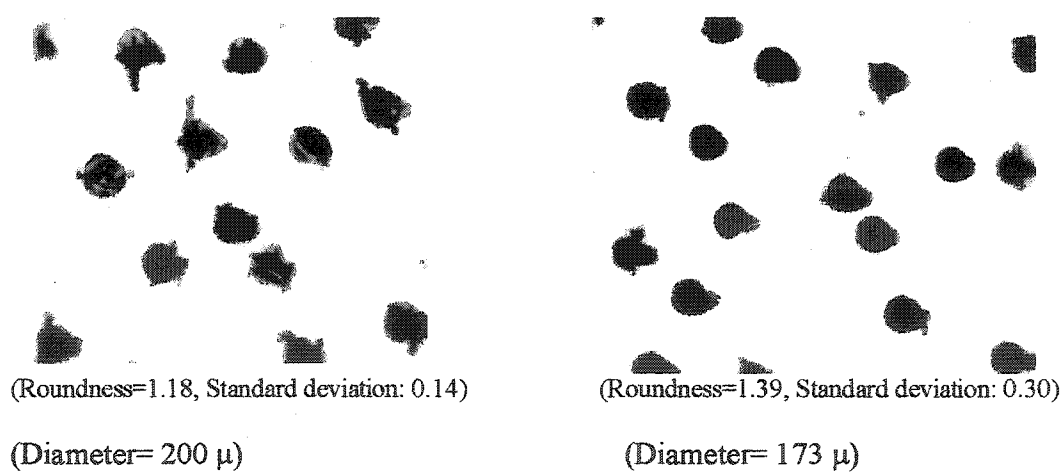 (Roundness=1.18, Standard deviation: 0.14)
(Roundness=1.39, Standard deviation: 0.30)
(Diameter= 200 μ)
(Diameter= 173 μ)